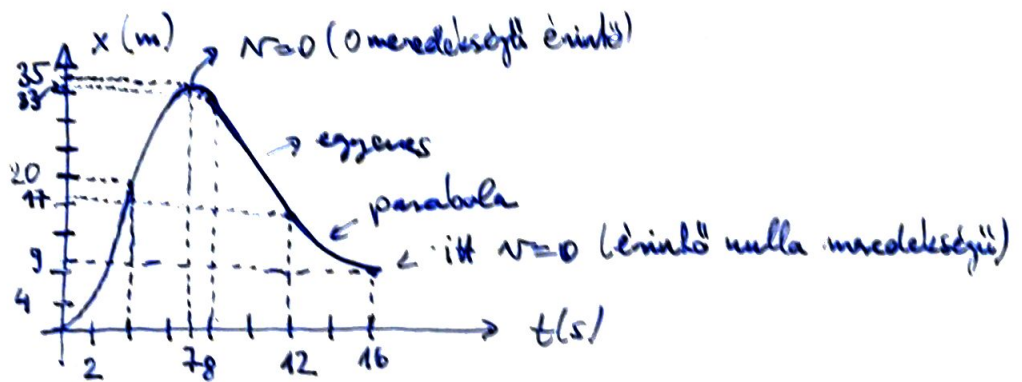 x (m)
v=0 (0 meredekségű érintő)
35
33
→ egyenes
20
17
parabola
itt v=0 (érintő nulla meredekségű)
9
4
t(s)
2
7
8
12
16